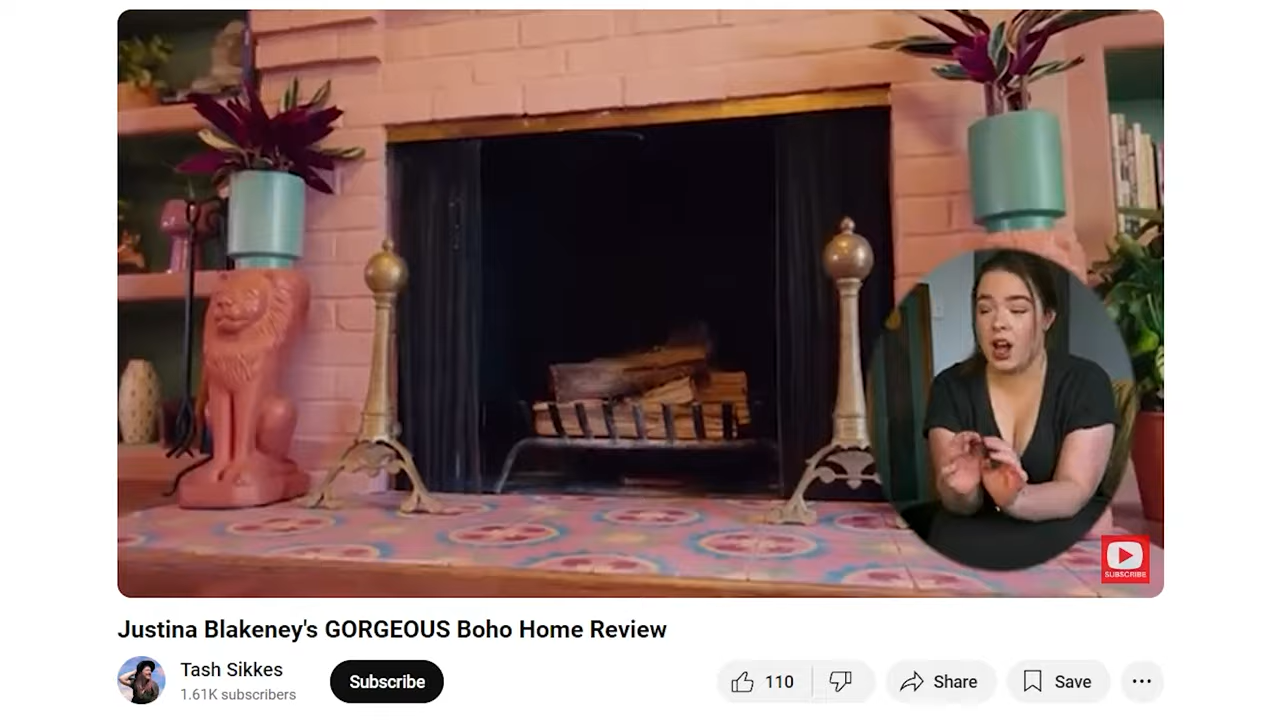 SUBSCRIBE
Justina Blakeney's GORGEOUS Boho Home Review
Tash Sikkes
1.61K subscribers
Subscribe
110
Share
Save